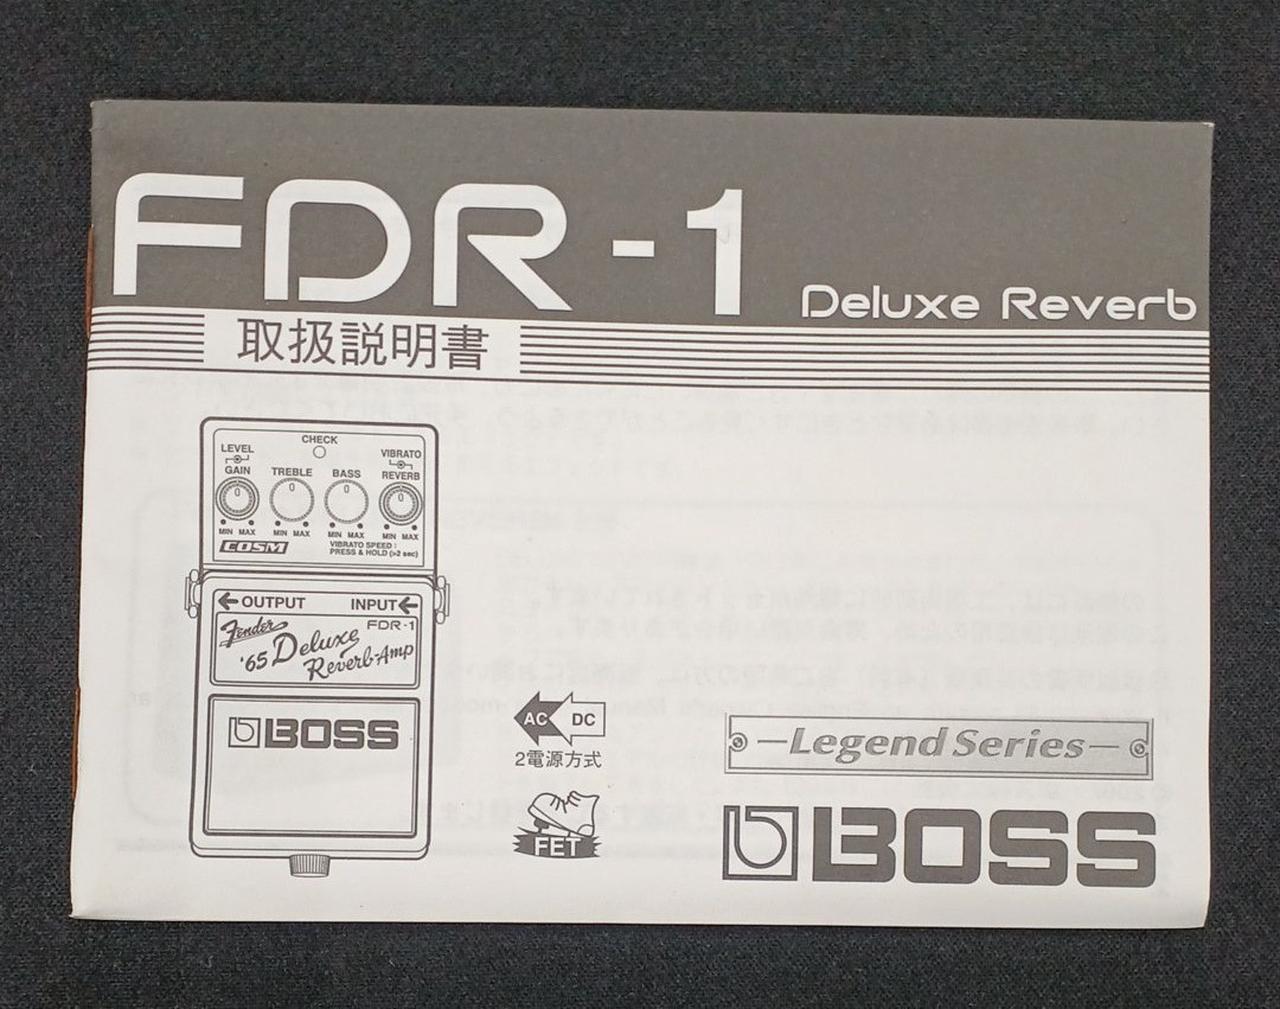 FDR-1
Deluxe Reverb
取扱説明書
CHECK
LEVEL
VIBRATO
GAIN TREBLE BASS REVERB
MIN MAX MIN MAX MIN MAX MIN MAX
COSM
VIBRATO SPEED :
PRESS & HOLD (>2 sec)
OUTPUT INPUT
Fender
FDR-1
'65 Deluxe
Reverb-Amp
BOSS
AC DC
2電源方式
FET
Legend Series
BOSS